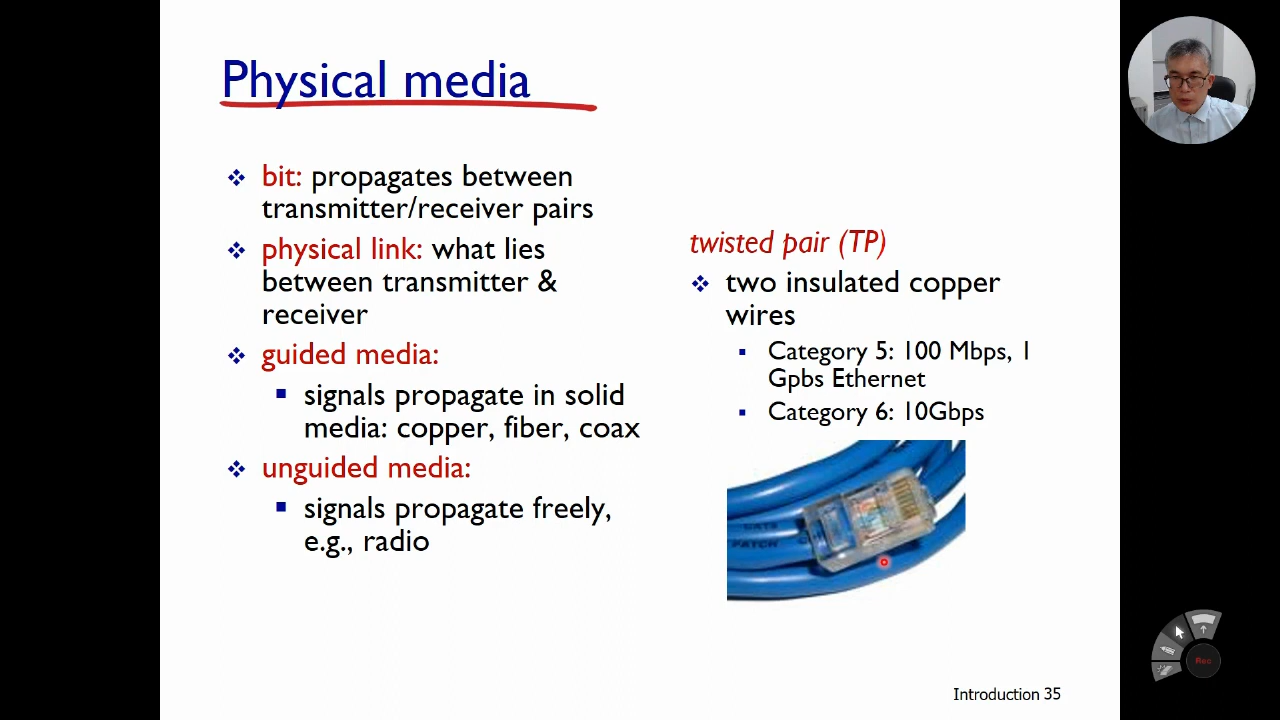 Physical media
bit: propagates between
transmitter/receiver pairs
physical link: what lies
between transmitter &
receiver
guided media:
signals propagate in solid
media: copper, fiber, coax
unguided media:
signals propagate freely,
e.g., radio
twisted pair (TP)
two insulated copper
wires
Category 5: 100 Mbps, 1
Gpbs Ethernet
Category 6: 10Gbps
PATCH
Introduction 35
Rec